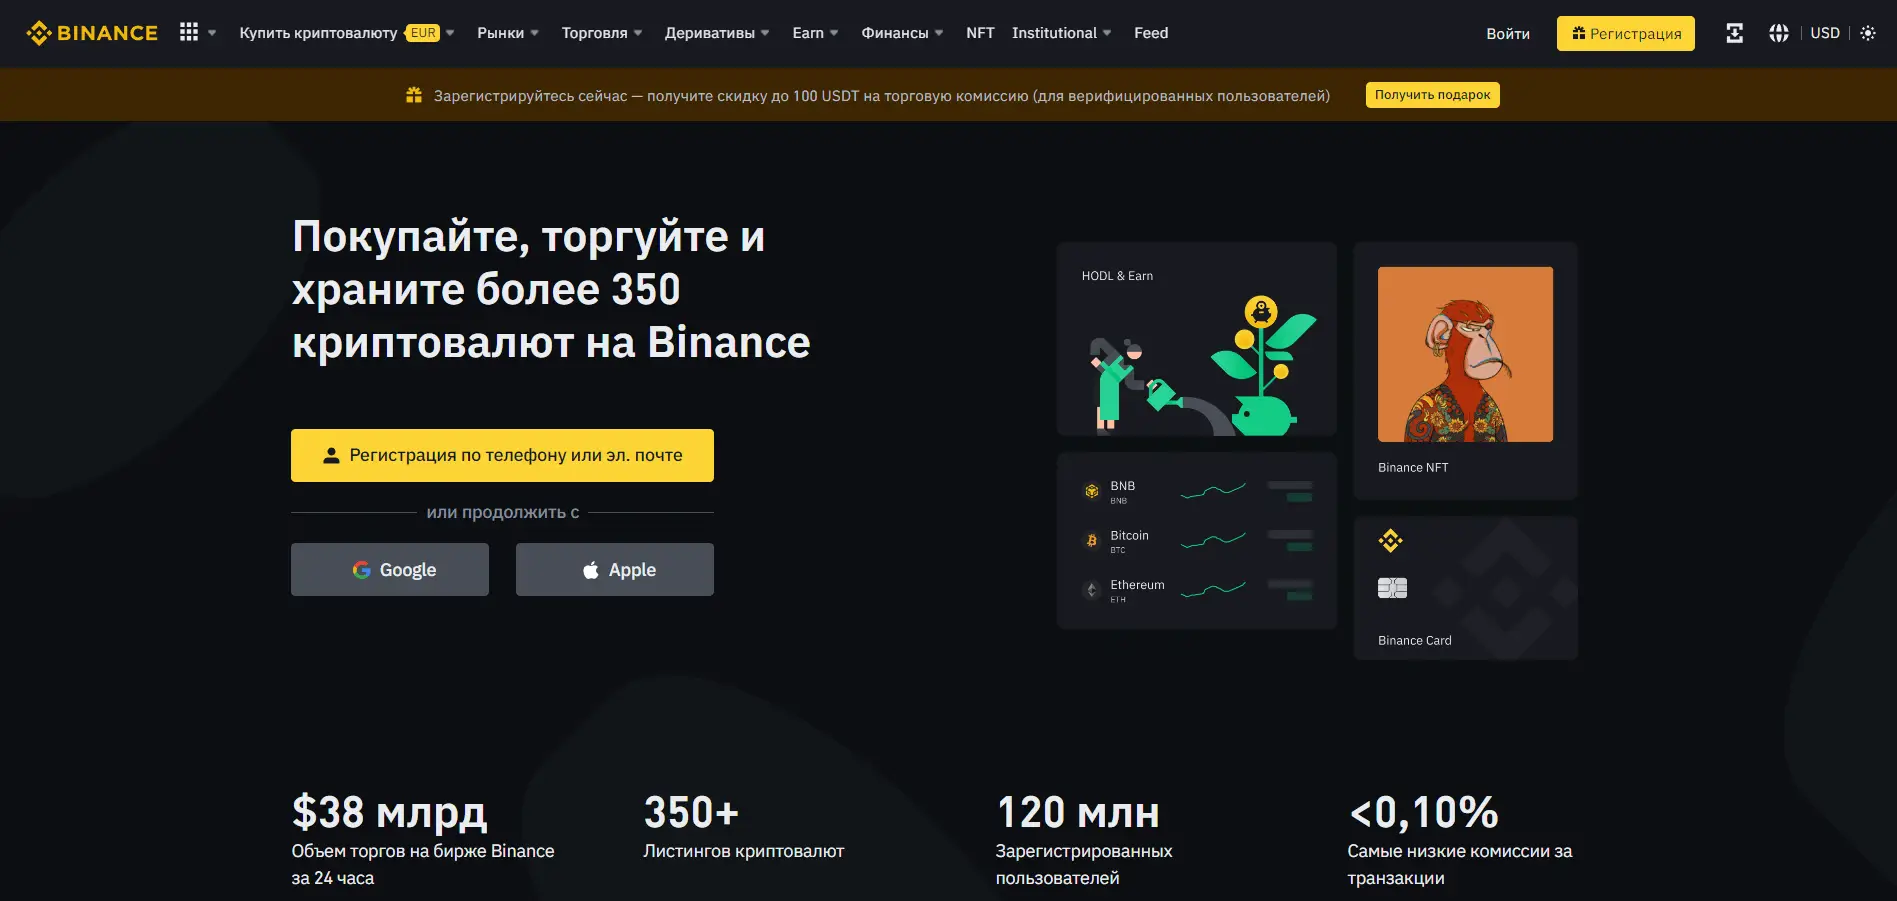 BINANCE
Купить криптовалюту EUR
Рынки
Торговля
Деривативы
Earn
Финансы
NFT
Institutional
Feed
Войти
Регистрация
USD
Зарегистрируйтесь сейчас — получите скидку до 100 USDT на торговую комиссию (для верифицированных пользователей)
Получить подарок
Покупайте, торгуйте и
храните более 350
криптовалют на Binance
Регистрация по телефону или эл. почте
или продолжить с
Google
Apple
HODL & Earn
BNB
BNB
Bitcoin
BTC
Ethereum
ETH
Binance NFT
Binance Card
$38 млрд
Объем торгов на бирже Binance
за 24 часа
350+
Листингов криптовалют
120 млн
Зарегистрированных
пользователей
<0,10%
Самые низкие комиссии за
транзакции